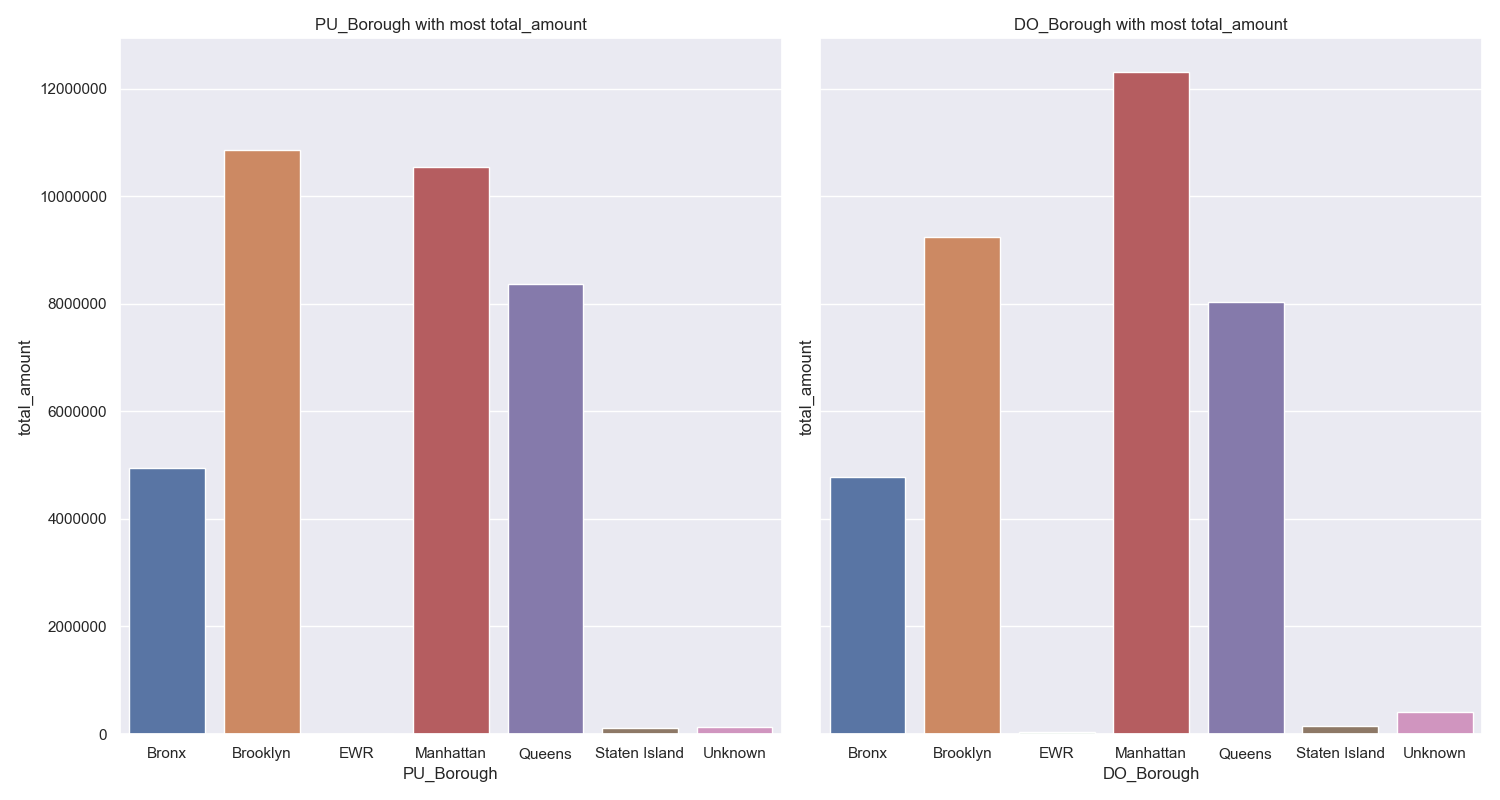 PU_Borough with most total_amount
DO_Borough with most total_amount
12000000
10000000
8000000
6000000
4000000
2000000
0
total_amount
total_amount
Bronx Brooklyn EWR Manhattan Queens Staten Island Unknown
Bronx Brooklyn EWR Manhattan Queens Staten Island Unknown
PU_Borough
DO_Borough